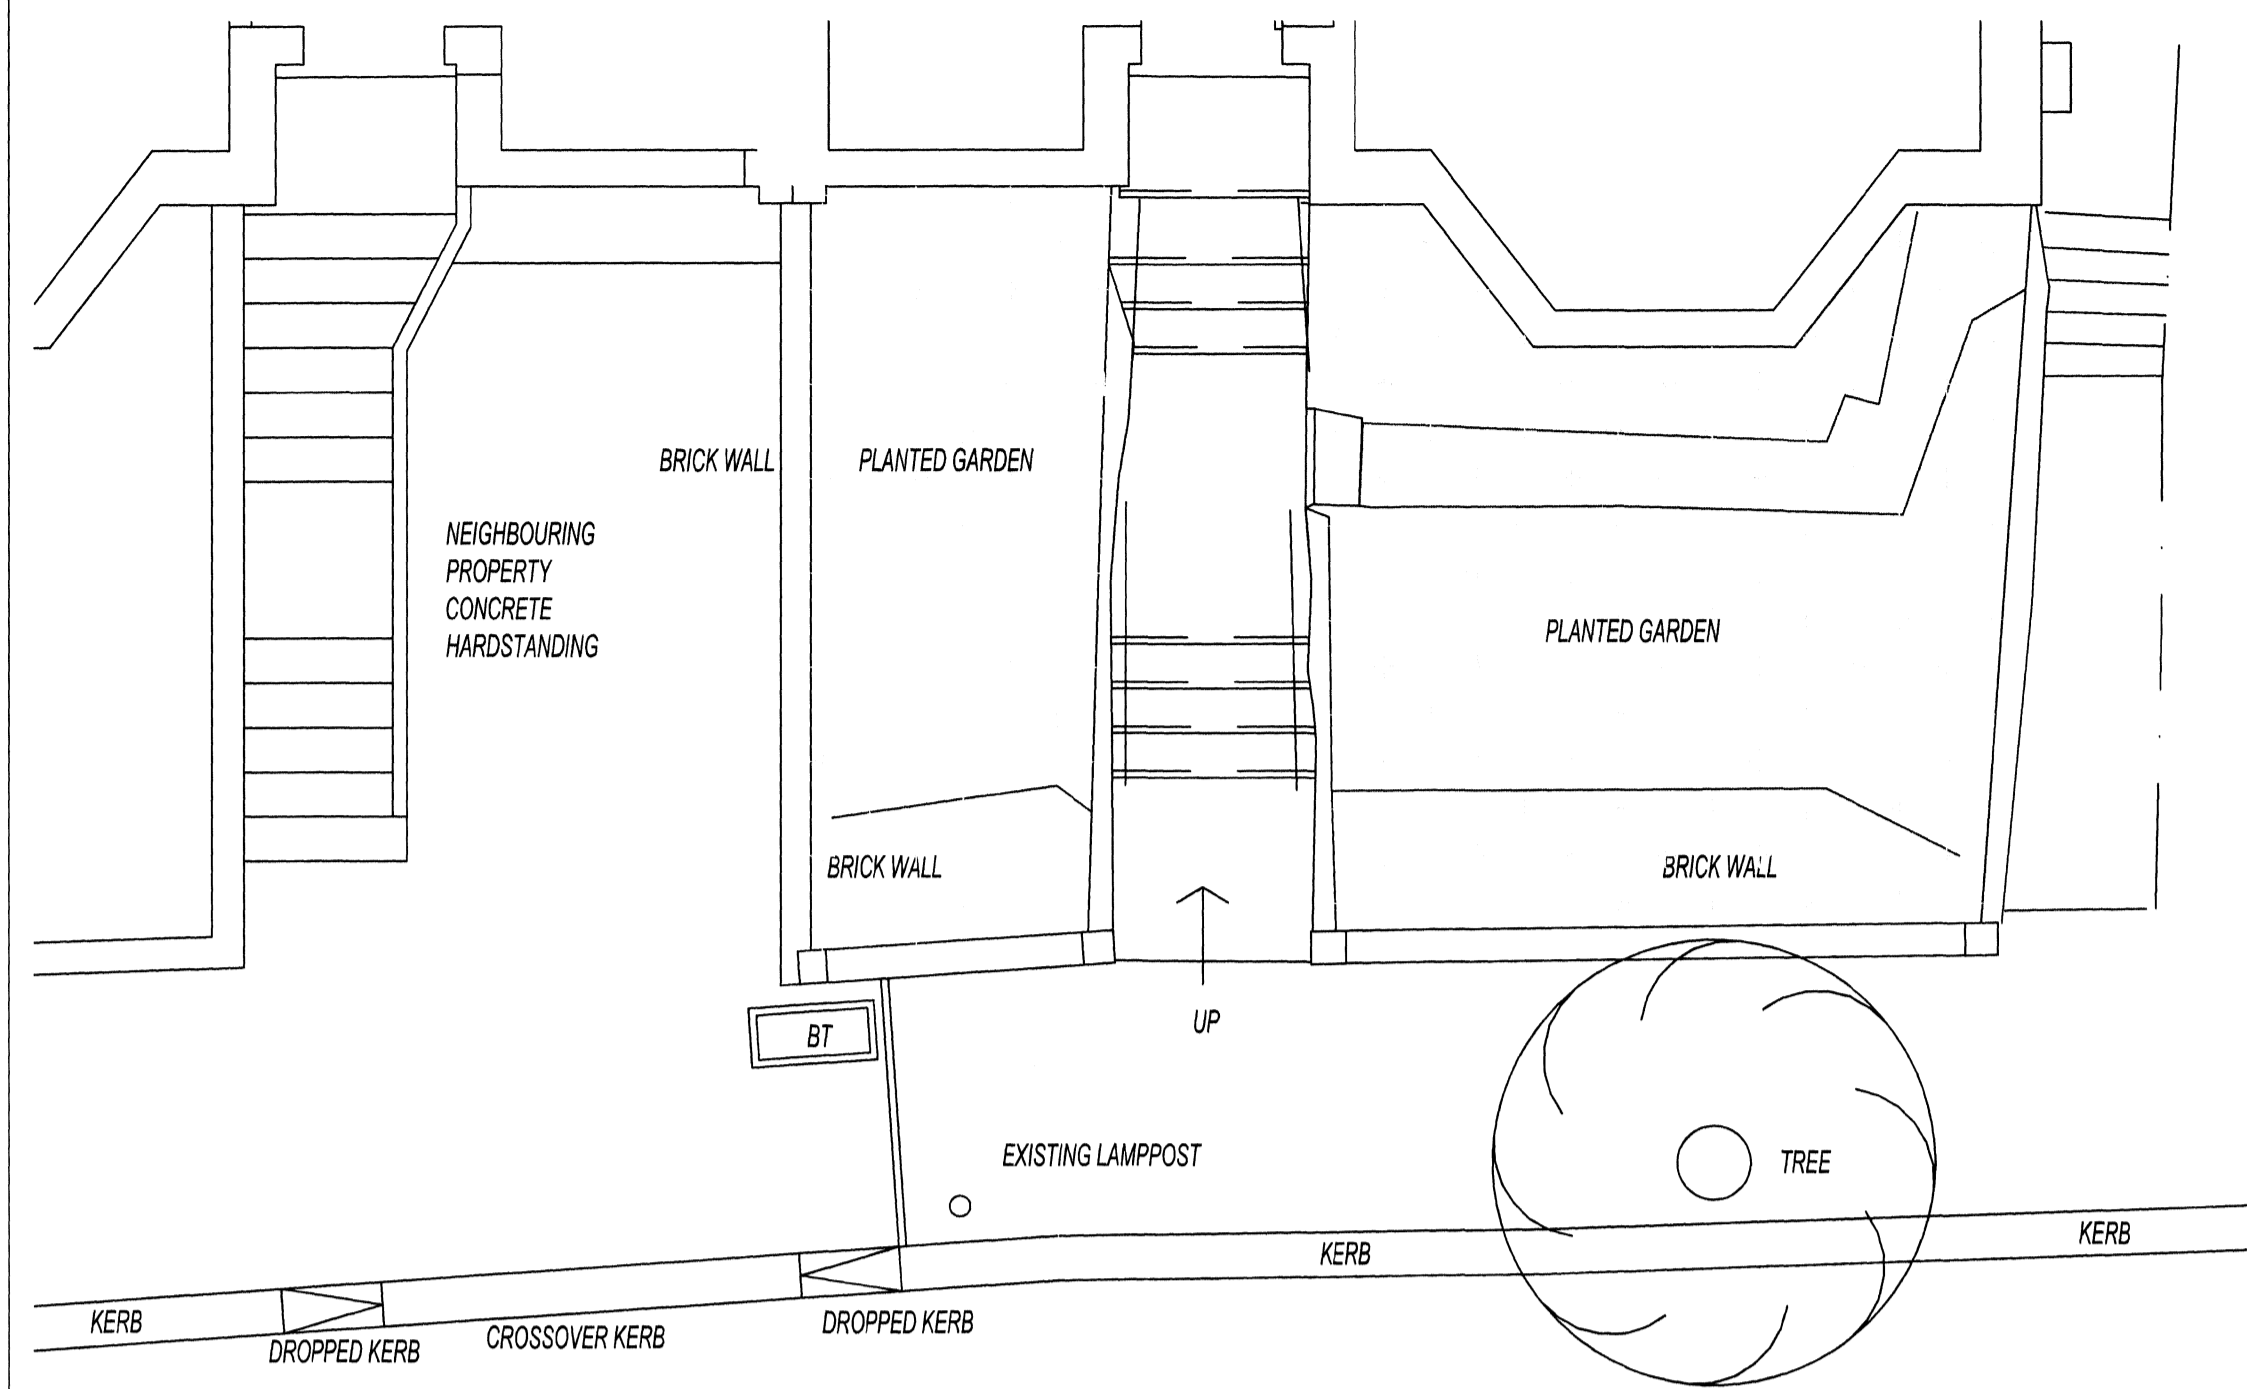 BRICK WALL
PLANTED GARDEN
NEIGHBOURING
PROPERTY
CONCRETE
HARDSTANDING
PLANTED GARDEN
BRICK WALL
BRICK WALL
UP
BT
EXISTING LAMPPOST
TREE
KERB
KERB
KERB
DROPPED KERB
CROSSOVER KERB
DROPPED KERB